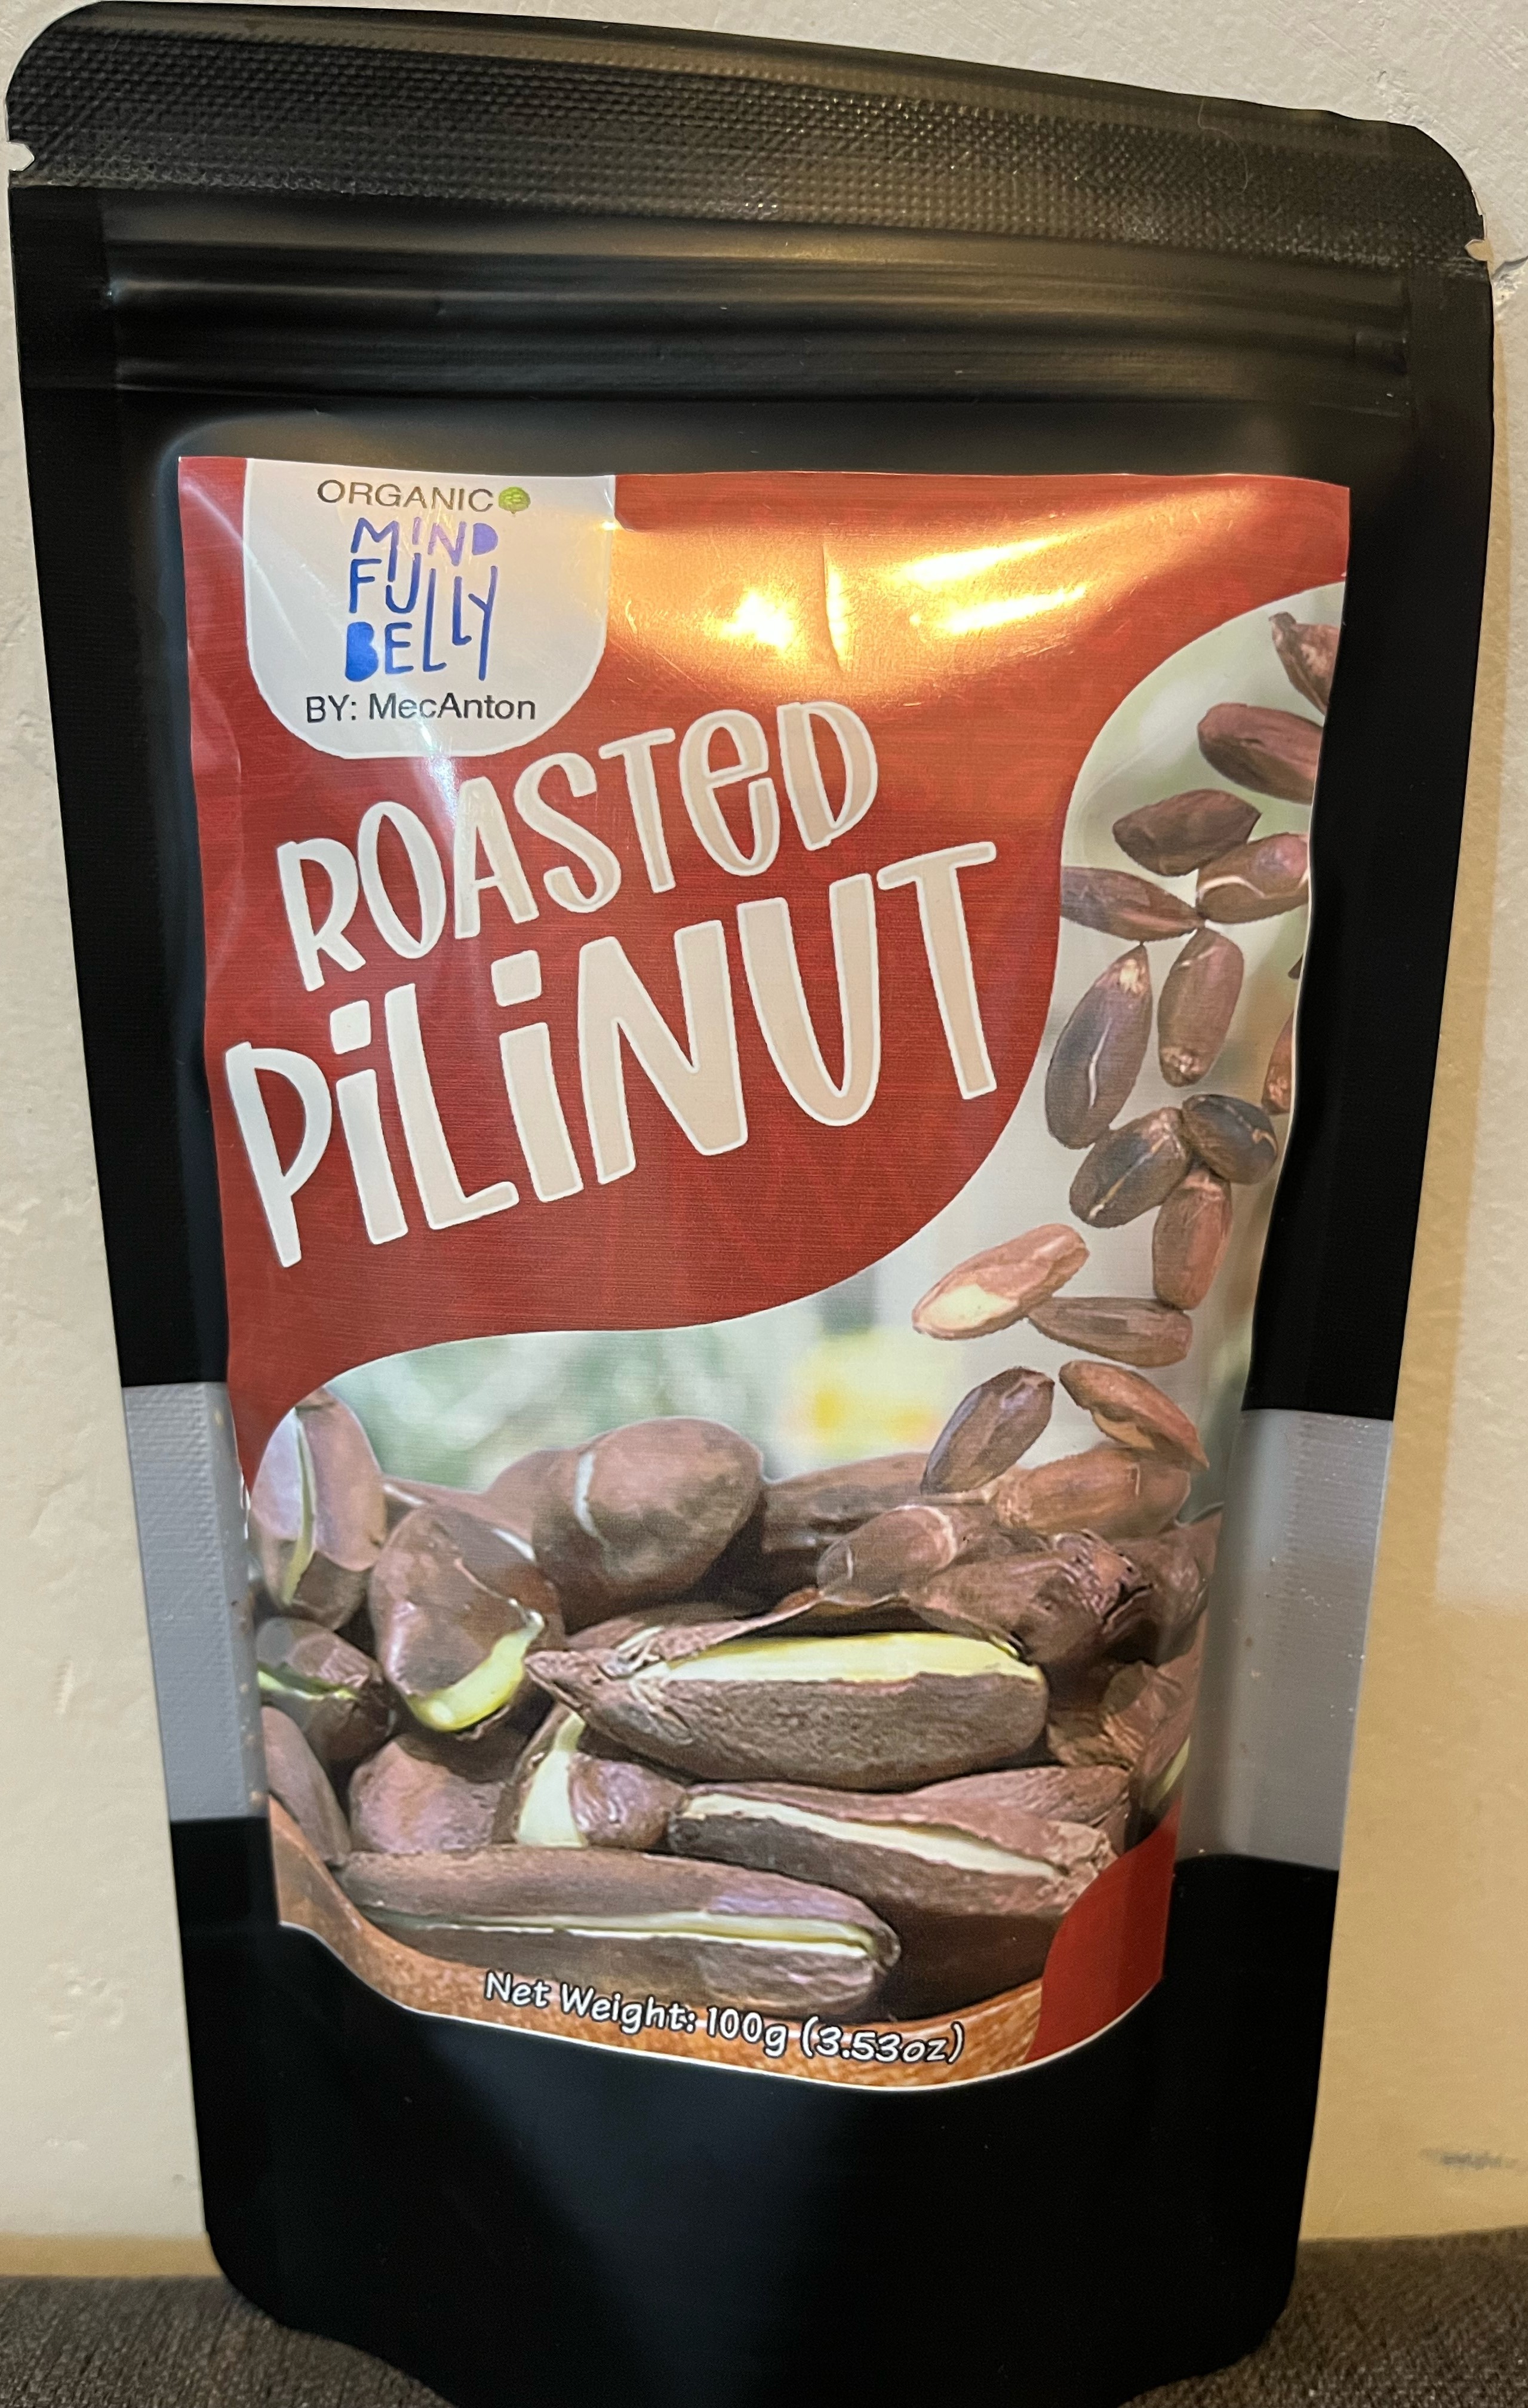 ORGANIC
MIND
FULLY
BELLY
BY: MecAnton
ROASTeD
PiLiNUT
Net Weight: 100g (3.53oz)